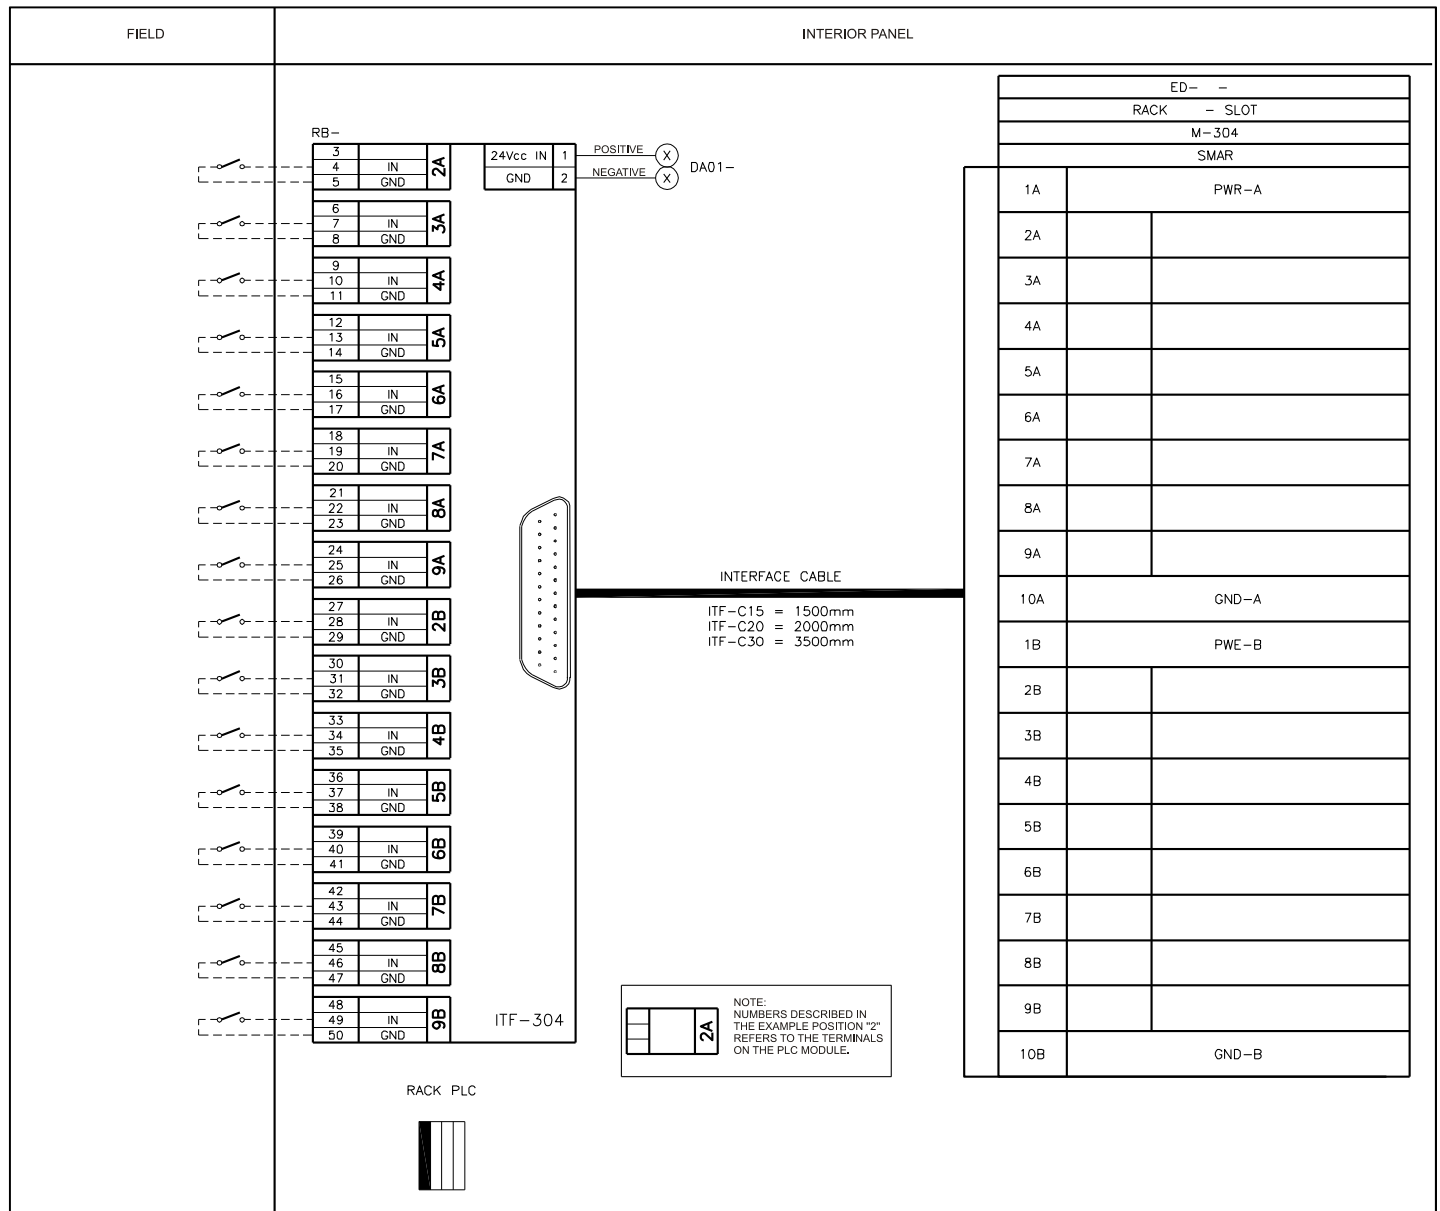 FIELD
INTERIOR PANEL
RB-
3
4 IN
5 GND
2A
6
7 IN
8 GND
3A
9
10 IN
11 GND
4A
12
13 IN
14 GND
5A
15
16 IN
17 GND
6A
18
19 IN
20 GND
7A
21
22 IN
23 GND
8A
24
25 IN
26 GND
9A
27
28 IN
29 GND
2B
30
31 IN
32 GND
3B
33
34 IN
35 GND
4B
36
37 IN
38 GND
5B
39
40 IN
41 GND
6B
42
43 IN
44 GND
7B
45
46 IN
47 GND
8B
48
49 IN
50 GND
9B
24Vcc IN 1
GND 2
POSITIVE X
NEGATIVE X
DA01-
ITF-304
INTERFACE CABLE
ITF-C15 = 1500mm
ITF-C20 = 2000mm
ITF-C30 = 3500mm
ED- -
RACK - SLOT
M-304
SMAR
1A PWR-A
2A
3A
4A
5A
6A
7A
8A
9A
10A GND-A
1B PWE-B
2B
3B
4B
5B
6B
7B
8B
9B
10B GND-B
2A
NOTE:
NUMBERS DESCRIBED IN
THE EXAMPLE POSITION "2"
REFERS TO THE TERMINALS
ON THE PLC MODULE.
RACK PLC